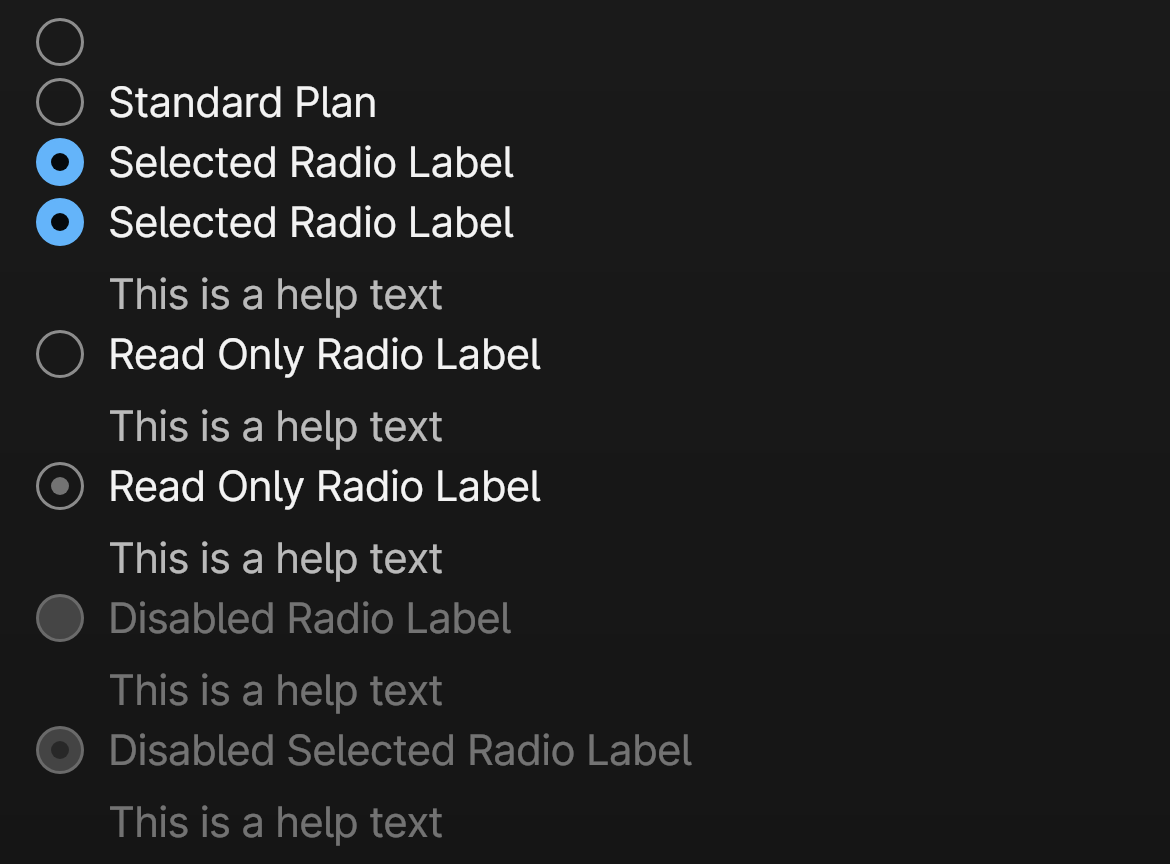 Standard Plan
Selected Radio Label
Selected Radio Label
This is a help text
Read Only Radio Label
This is a help text
Read Only Radio Label
This is a help text
Disabled Radio Label
This is a help text
Disabled Selected Radio Label
This is a help text